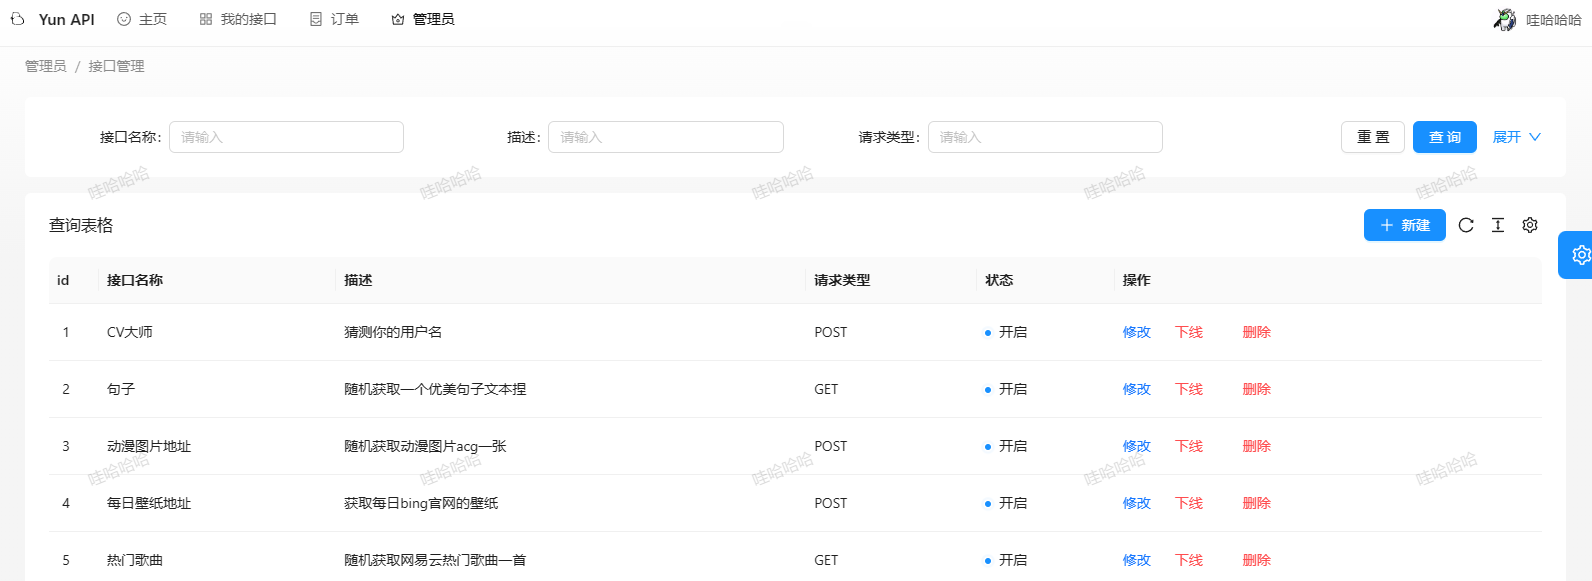 Yun API 主页 我的接口 订单 管理员 哇哈哈哈
管理员 / 接口管理
接口名称: 请输入 描述: 请输入 请求类型: 请输入 重置 查询 展开
哇哈哈哈 哇哈哈哈 哇哈哈哈 哇哈哈哈 哇哈哈哈
查询表格 新建
id 接口名称 描述 请求类型 状态 操作
1 CV大师 猜测你的用户名 POST 开启 修改 下线 删除
2 句子 随机获取一个优美句子文本捏 GET 开启 修改 下线 删除
3 动漫图片地址 随机获取动漫图片acg一张 POST 开启 修改 下线 删除
哇哈哈哈 哇哈哈哈 哇哈哈哈 哇哈哈哈 哇哈哈哈
4 每日壁纸地址 获取每日bing官网的壁纸 POST 开启 修改 下线 删除
5 热门歌曲 随机获取网易云热门歌曲一首 GET 开启 修改 下线 删除